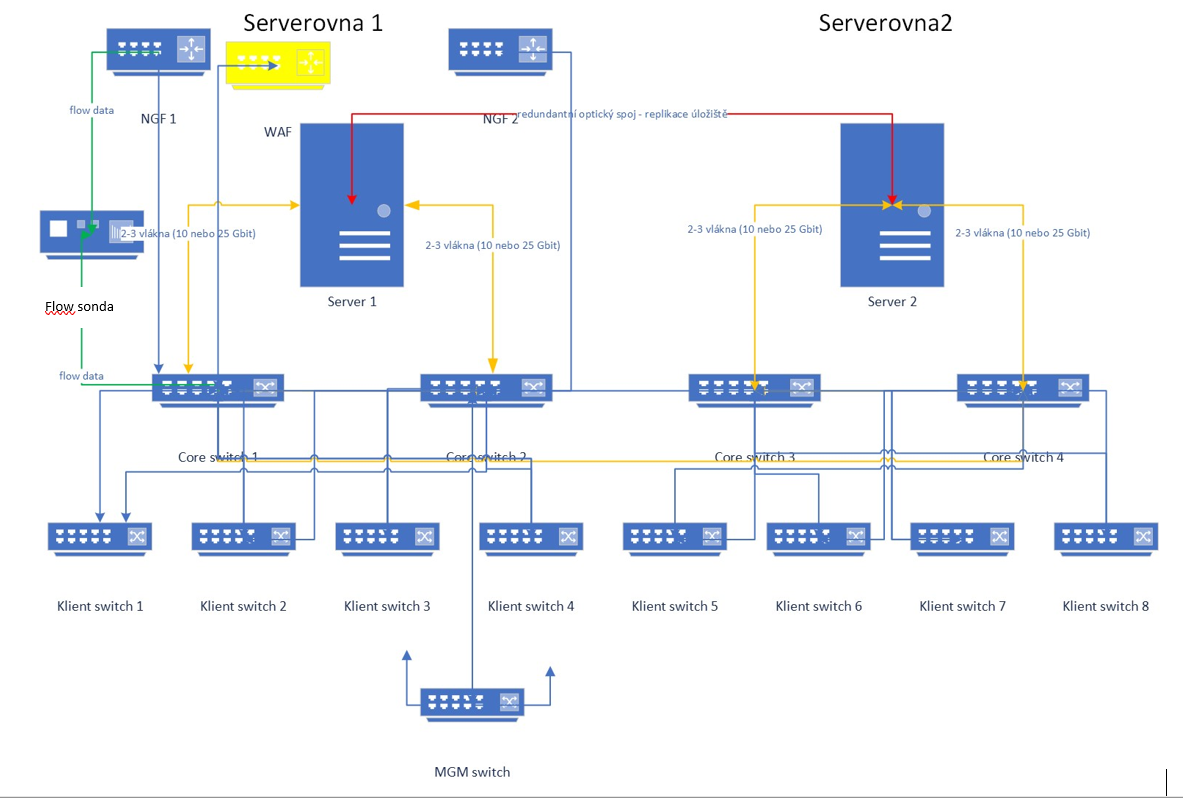 Serverovna 1
Serverovna2
flow data
NGF 1
WAF
NGF 2
redundantní optický spoj - replikace úložiště
2-3 vlákna (10 nebo 25 Gbit)
2-3 vlákna (10 nebo 25 Gbit)
2-3 vlákna (10 nebo 25 Gbit)
2-3 vlákna (10 nebo 25 Gbit)
Flow sonda
Server 1
Server 2
flow data
Core switch 1
Core switch 2
Core switch 3
Core switch 4
Klient switch 1
Klient switch 2
Klient switch 3
Klient switch 4
Klient switch 5
Klient switch 6
Klient switch 7
Klient switch 8
MGM switch